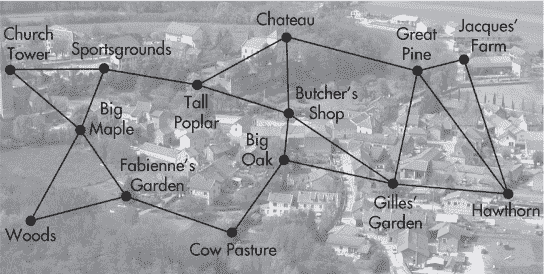 Church
Tower
Sportsgrounds
Chateau
Great
Pine
Jacques'
Farm
Big
Maple
Tall
Poplar
Butcher's
Shop
Big
Oak
Fabienne's
Garden
Woods
Cow Pasture
Gilles'
Garden
Hawthorn